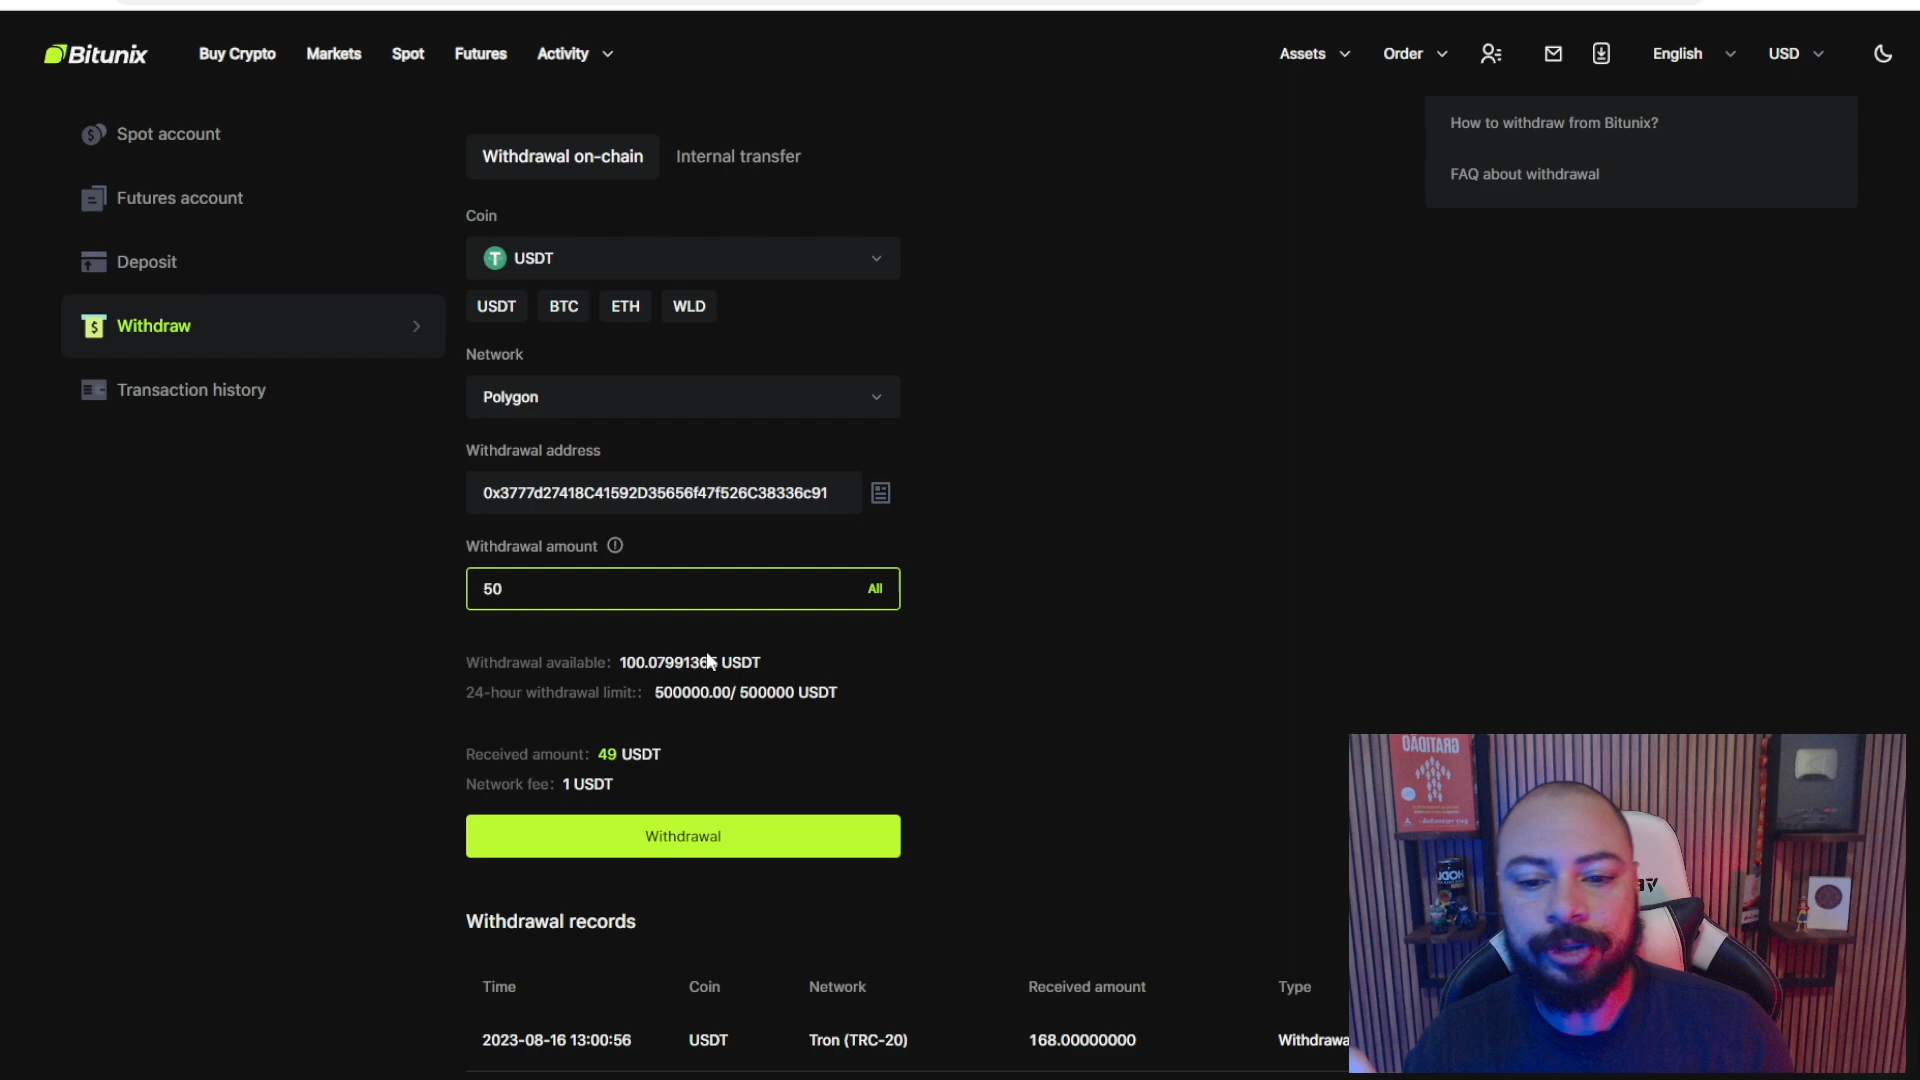 Bitunix
Buy Crypto
Markets
Spot
Futures
Activity
Assets
Order
English
USD
Spot account
Futures account
Deposit
Withdraw
Transaction history
Withdrawal on-chain
Internal transfer
How to withdraw from Bitunix?
FAQ about withdrawal
Coin
USDT
USDT
BTC
ETH
WLD
Network
Polygon
Withdrawal address
0x3777d27418C41592D35656f47f526C38336c91
Withdrawal amount
50
All
Withdrawal available: USDT
24-hour withdrawal limit:: 500000.00/ 500000 USDT
Received amount: 49 USDT
Network fee: 1 USDT
Withdrawal
Withdrawal records
Time
Coin
Network
Received amount
Type
2023-08-16 13:00:56
USDT
Tron (TRC-20)
168.00000000
Withdrawa
GRATIDÃO
HODL